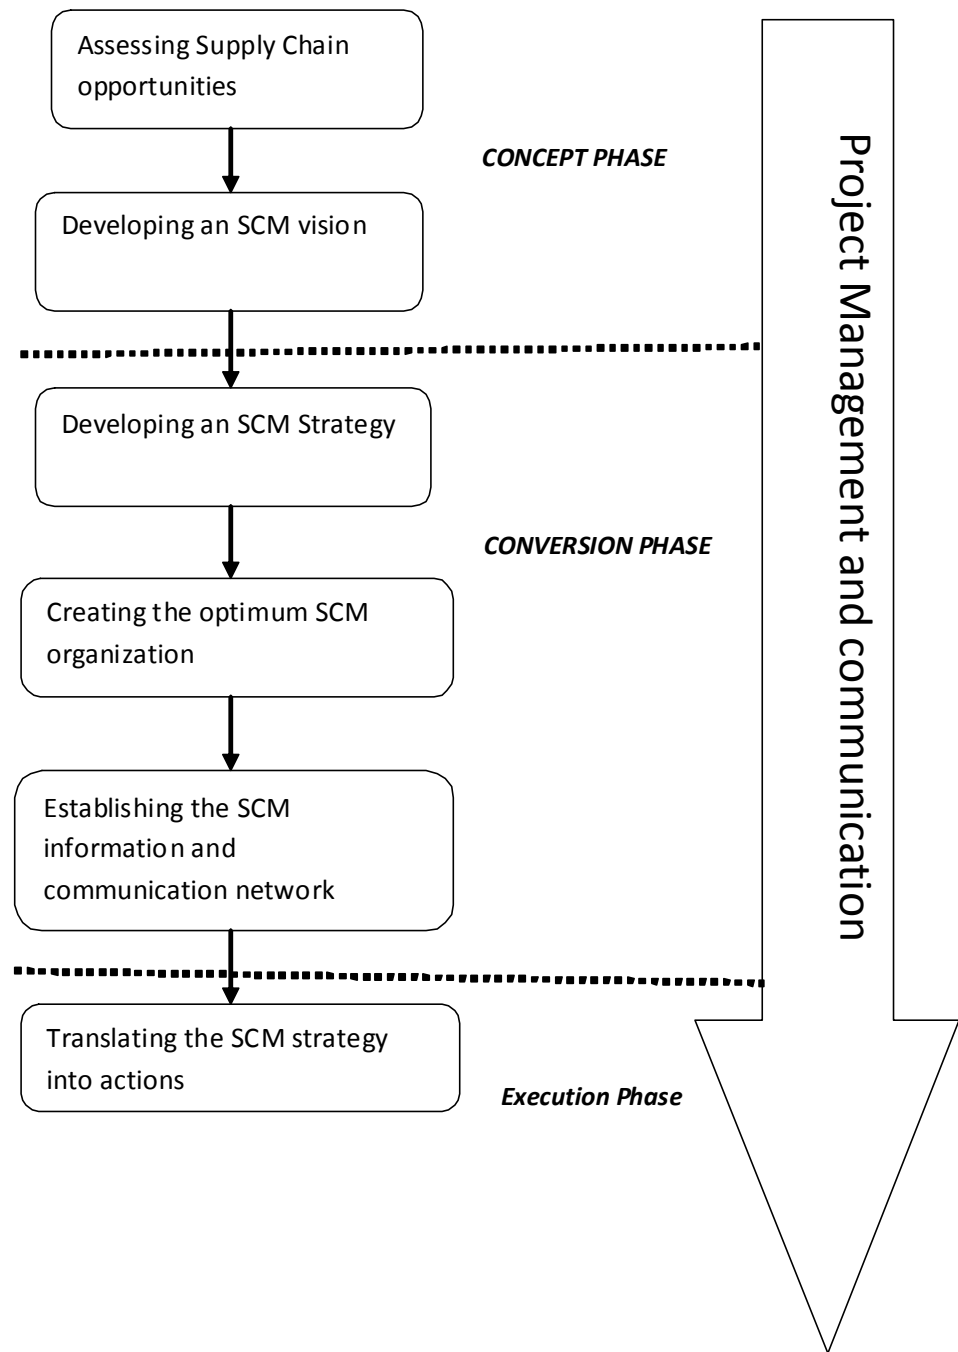 Assessing Supply Chain
opportunities
CONCEPT PHASE
Developing an SCM vision
Developing an SCM Strategy
CONVERSION PHASE
Creating the optimum SCM
organization
Establishing the SCM
information and
communication network
Translating the SCM strategy
into actions
Execution Phase
Project Management and communication